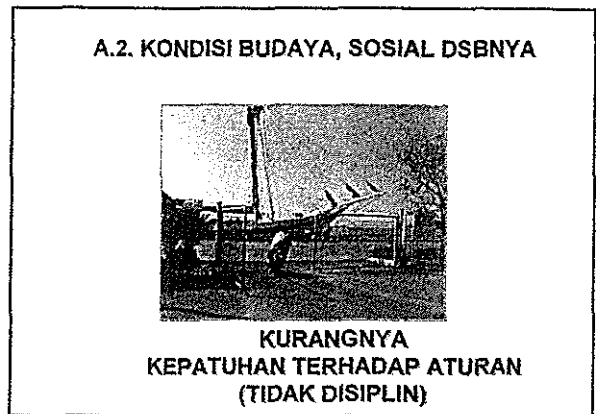 A.2. KONDISI BUDAYA, SOSIAL DSBNYA
KURANGNYA
KEPATUHAN TERHADAP ATURAN
(TIDAK DISIPLIN)